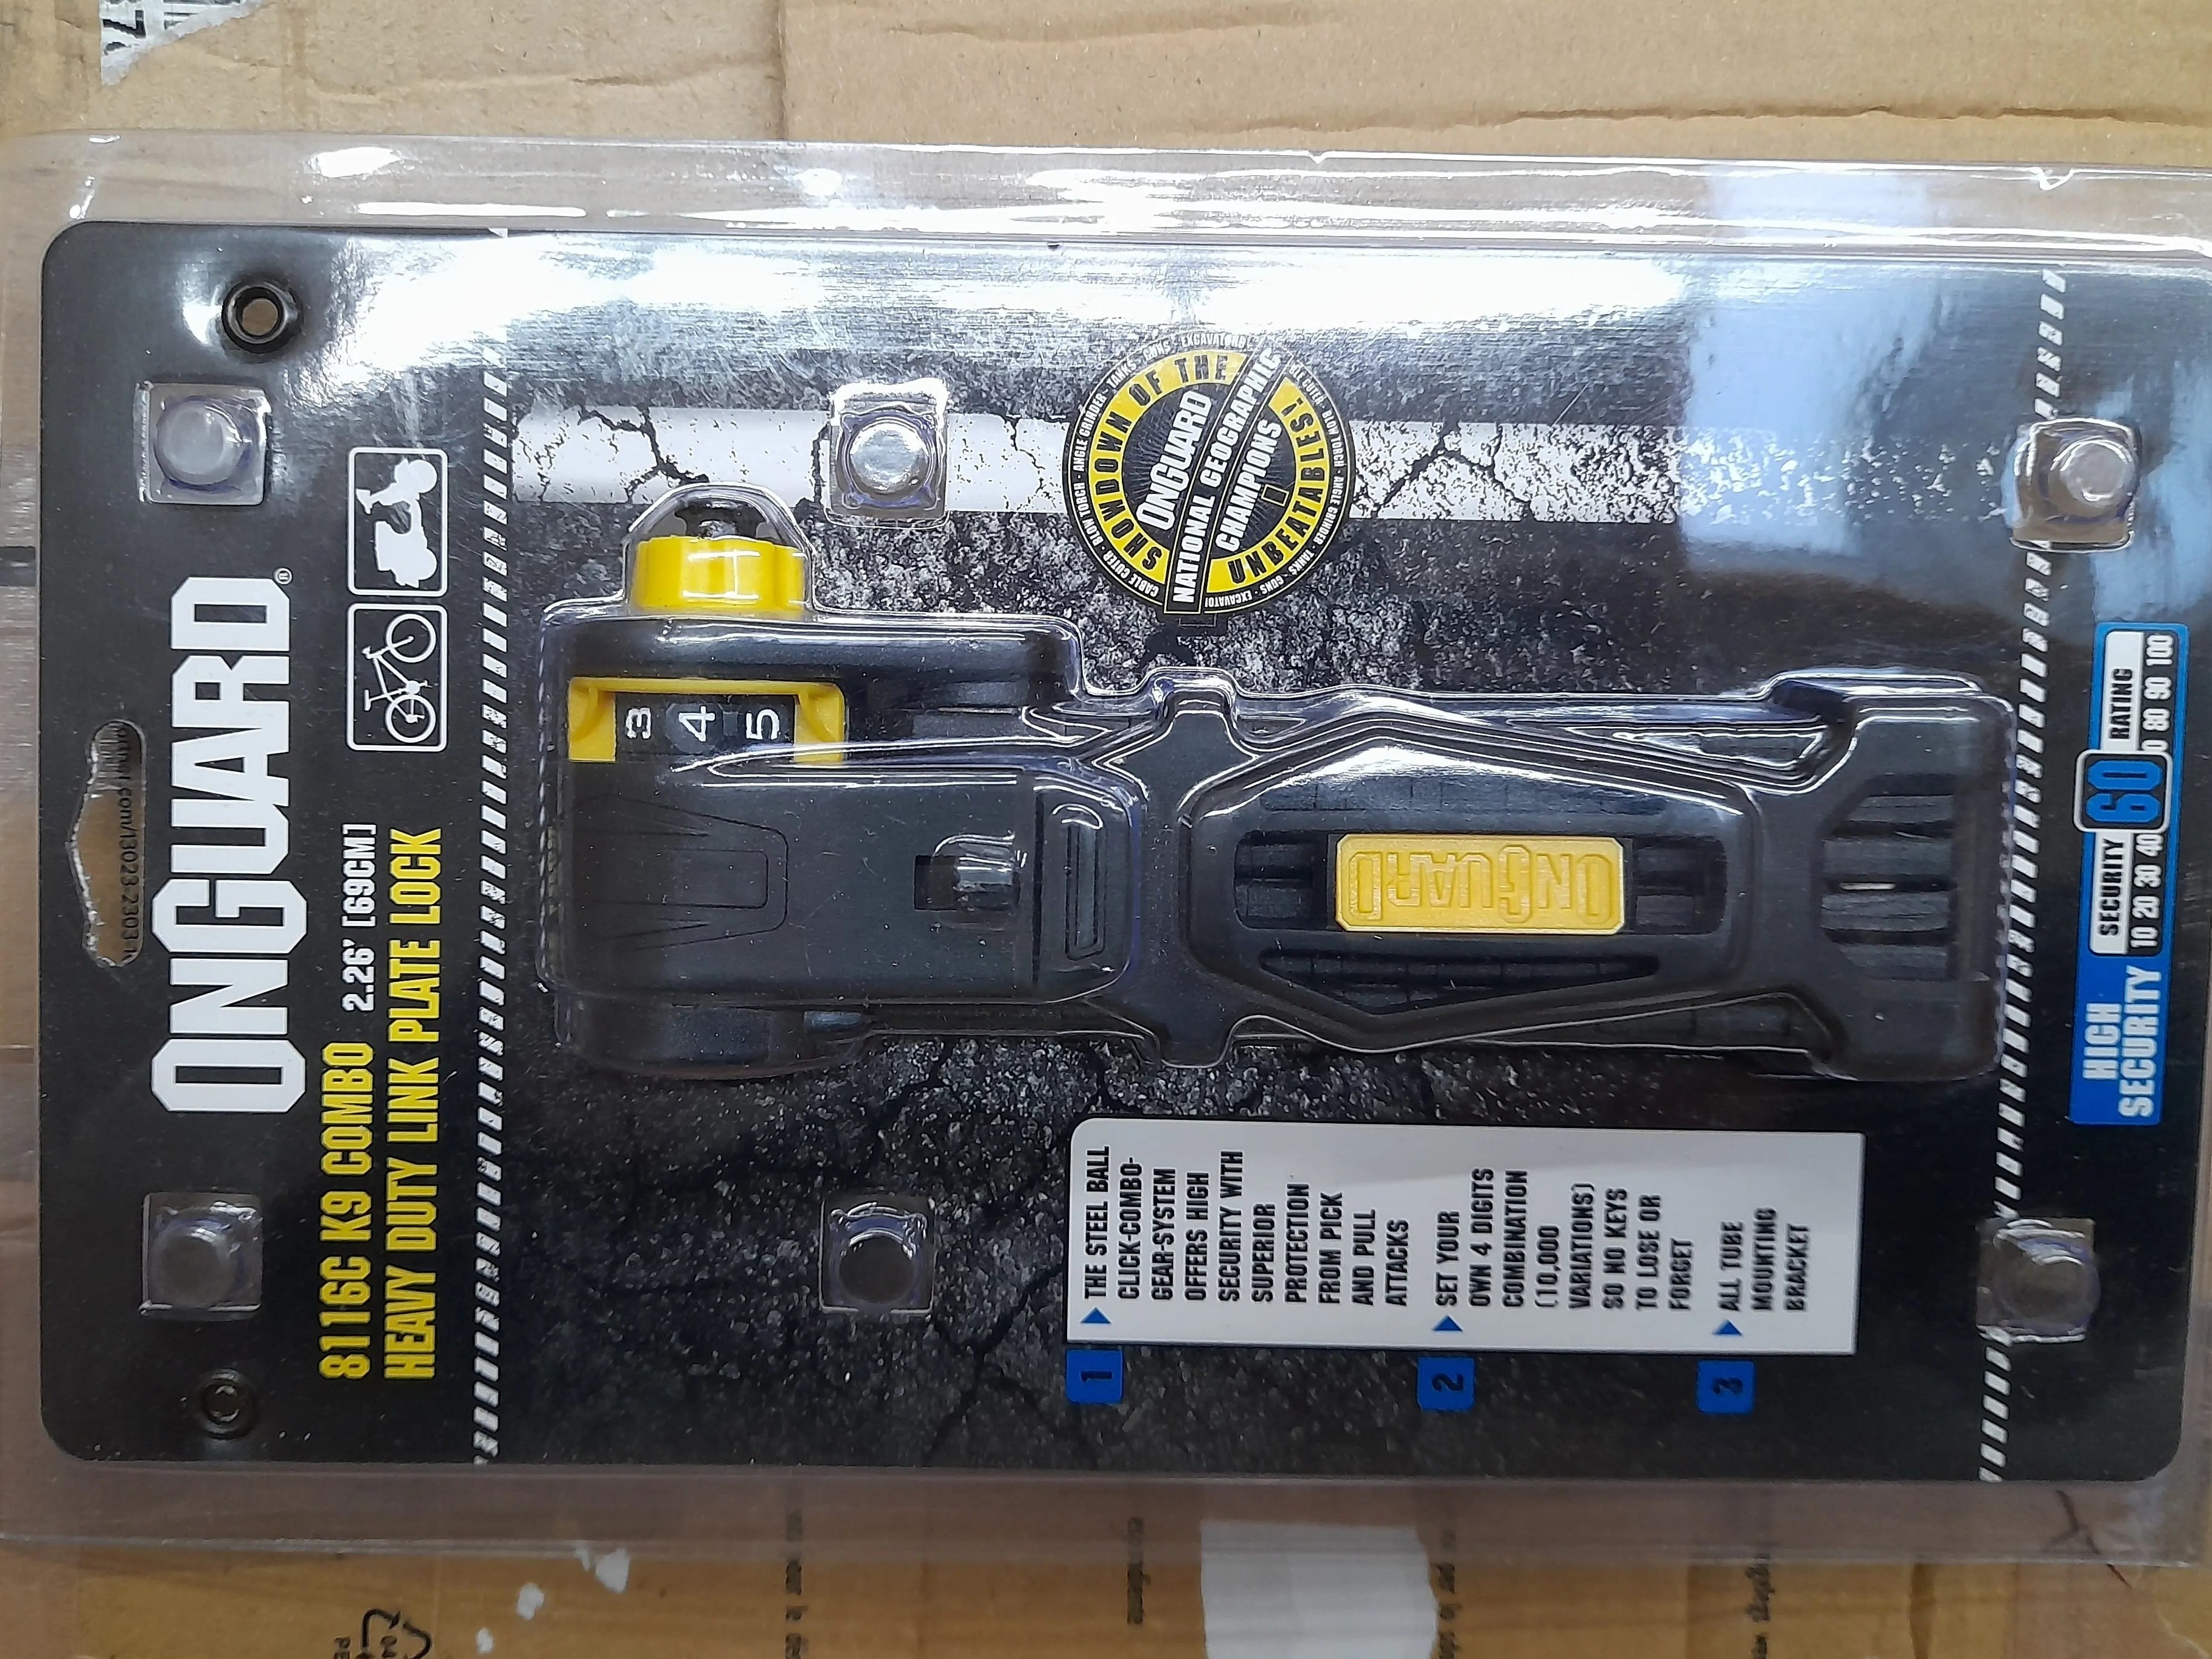 ONGUARD®
8116C K9 COMBO 2.26' [69CM]
HEAVY DUTY LINK PLATE LOCK
3
4
5
SHOWDOWN OF THE
ONGUARD
NATIONAL GEOGRAPHIC
CHAMPIONS
UNBEATABLES!
ONGUARD
1
THE STEEL BALL
CLICK-COMBO-
GEAR-SYSTEM
OFFERS HIGH
SECURITY WITH
SUPERIOR
PROTECTION
FROM PICK
AND PULL
ATTACKS
2
SET YOUR
OWN 4 DIGITS
COMBINATION
(10,000
VARIATIONS)
SO NO KEYS
TO LOSE OR
FORGET
3
ALL TUBE
MOUNTING
BRACKET
HIGH
SECURITY
SECURITY 60 RATING
10 20 30 40 80 90 100